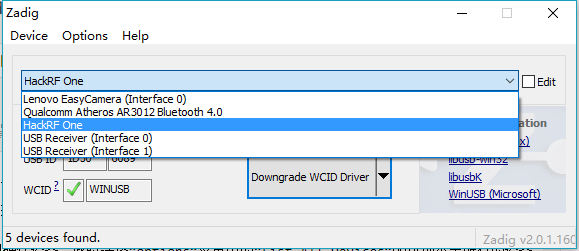 Zadig
Device Options Help
HackRF One
Edit
Lenovo EasyCamera (Interface 0)
Qualcomm Atheros AR3012 Bluetooth 4.0
HackRF One
USB Receiver (Interface 0)
USB Receiver (Interface 1)
USB ID 1D50 6089
WCID ? WINUSB
Downgrade WCID Driver
libusb-win32
libusbK
WinUSB (Microsoft)
5 devices found.
Zadig v2.0.1.160